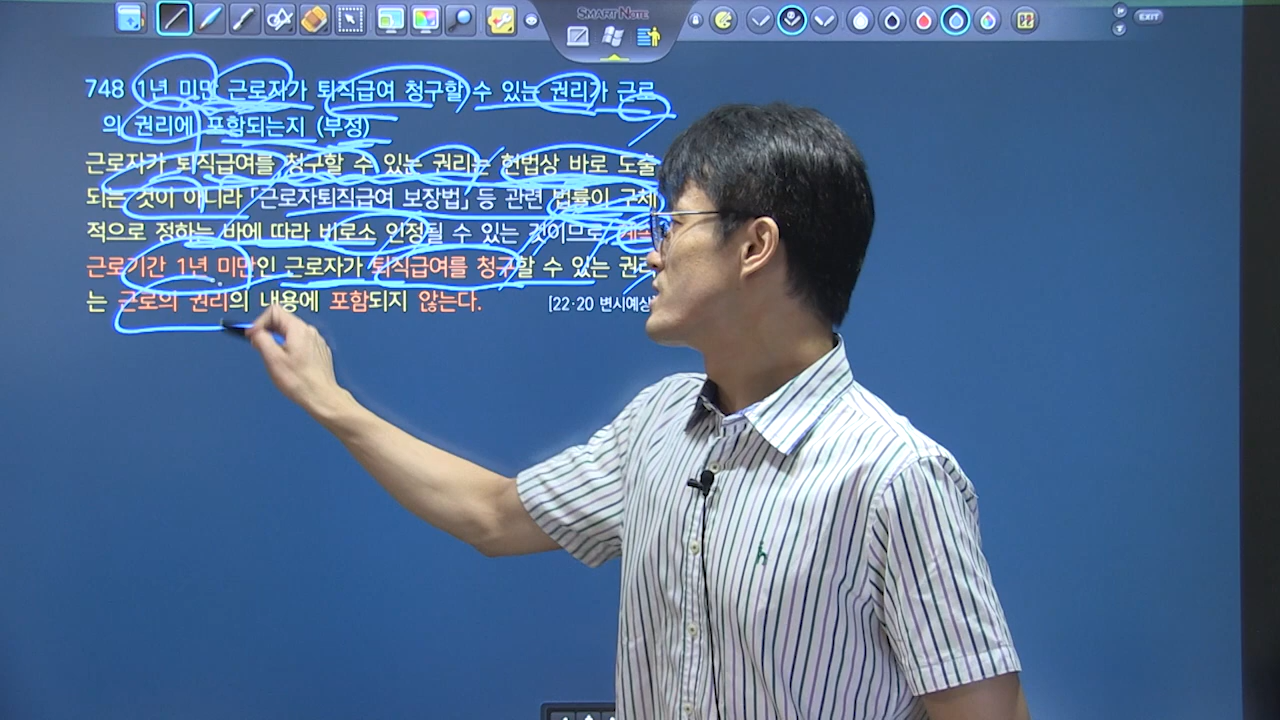 SMART NOTE
EXIT
748 1년 미만 근로자가 퇴직급여 청구할 수 있는 권리가 근로
의 권리에 포함되는지 (부정)
근로자가 퇴직급여를 청구할 수 있는 권리는 헌법상 바로 도출
되는 것이 아니라 「근로자퇴직급여 보장법」 등 관련 법률이 구체
적으로 정하는 바에 따라 비로소 인정될 수 있는 것이므로 계속
근로기간 1년 미만인 근로자가 퇴직급여를 청구할 수 있는 권리
는 근로의 권리의 내용에 포함되지 않는다.
[22·20 변시예상]